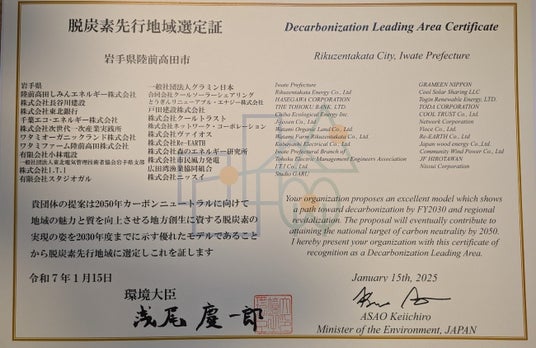 脱炭素先行地域選定証
岩手県陸前高田市
岩手県
陸前高田しみんエネルギー株式会社
株式会社長谷川建設
株式会社東北銀行
千葉エコ・エネルギー株式会社
株式会社次世代一次産業実践所
ワタミオーガニックランド株式会社
ワタミファーム陸前高田株式会社
有限会社小林電設
一般社団法人東北電気管理技術者協会岩手県支部
株式会社I.T.I
有限会社スタジオガル
一般社団法人グラミン日本
合同会社クールソーラーシェアリング
とうぎんリニューアブル・エナジー株式会社
戸田建設株式会社
株式会社クールトラスト
株式会社ネットワーク・コーポレーション
株式会社ヴァイオス
株式会社Re-EARTH
株式会社森のエネルギー研究所
株式会社市民風力発電
広田湾漁業協同組合
株式会社ニッスイ
貴団体の提案は2050年カーボンニュートラルに向けて
地域の魅力と質を向上させる地方創生に資する脱炭素の
実現の姿を2030年度までに示す優れたモデルであること
から脱炭素先行地域に選定しこれを証します
令和7年1月15日
環境大臣
浅尾慶一郎
Decarbonization Leading Area Certificate
Rikuzentakata City, Iwate Prefecture
Iwate Prefecture
Rikuzentakata Energy Co., Ltd.
HASEGAWA CORPORATION
THE TOHOKU BANK, LTD
Watami Organic Land Co., Ltd.
Watami Farm Rikuzentakata Co., Ltd.
Electrical Co., Ltd.
Iwate Prefectural Branch of
Tohoku Electric Management Engineers Association
I.T.I Co., Ltd.
Studio GARU
GRAMEEN NIPPON
Cool Solar Sharing LLC
Togin Renewable Energy LTD.
TODA CORPORATION
COOL TRUST Co., Ltd
Network Corporation
Vioce Co., Ltd.
Re-EARTH Co., Ltd
Japan wood energy Co., Ltd.
Community Wind Power Co., Ltd.
JF HIROTAWAN
Nissui Corporation
Your organization proposes an excellent model which shows
a path toward decarbonization by FY2030 and regional
revitalization. The proposal will eventually contribute to
attaining the national target of carbon neutrality by 2050.
I hereby present your organization with this certificate of
recognition as a Decarbonization Leading Area.
January 15th, 2025
ASAO Keiichiro
Minister of the Environment, JAPAN